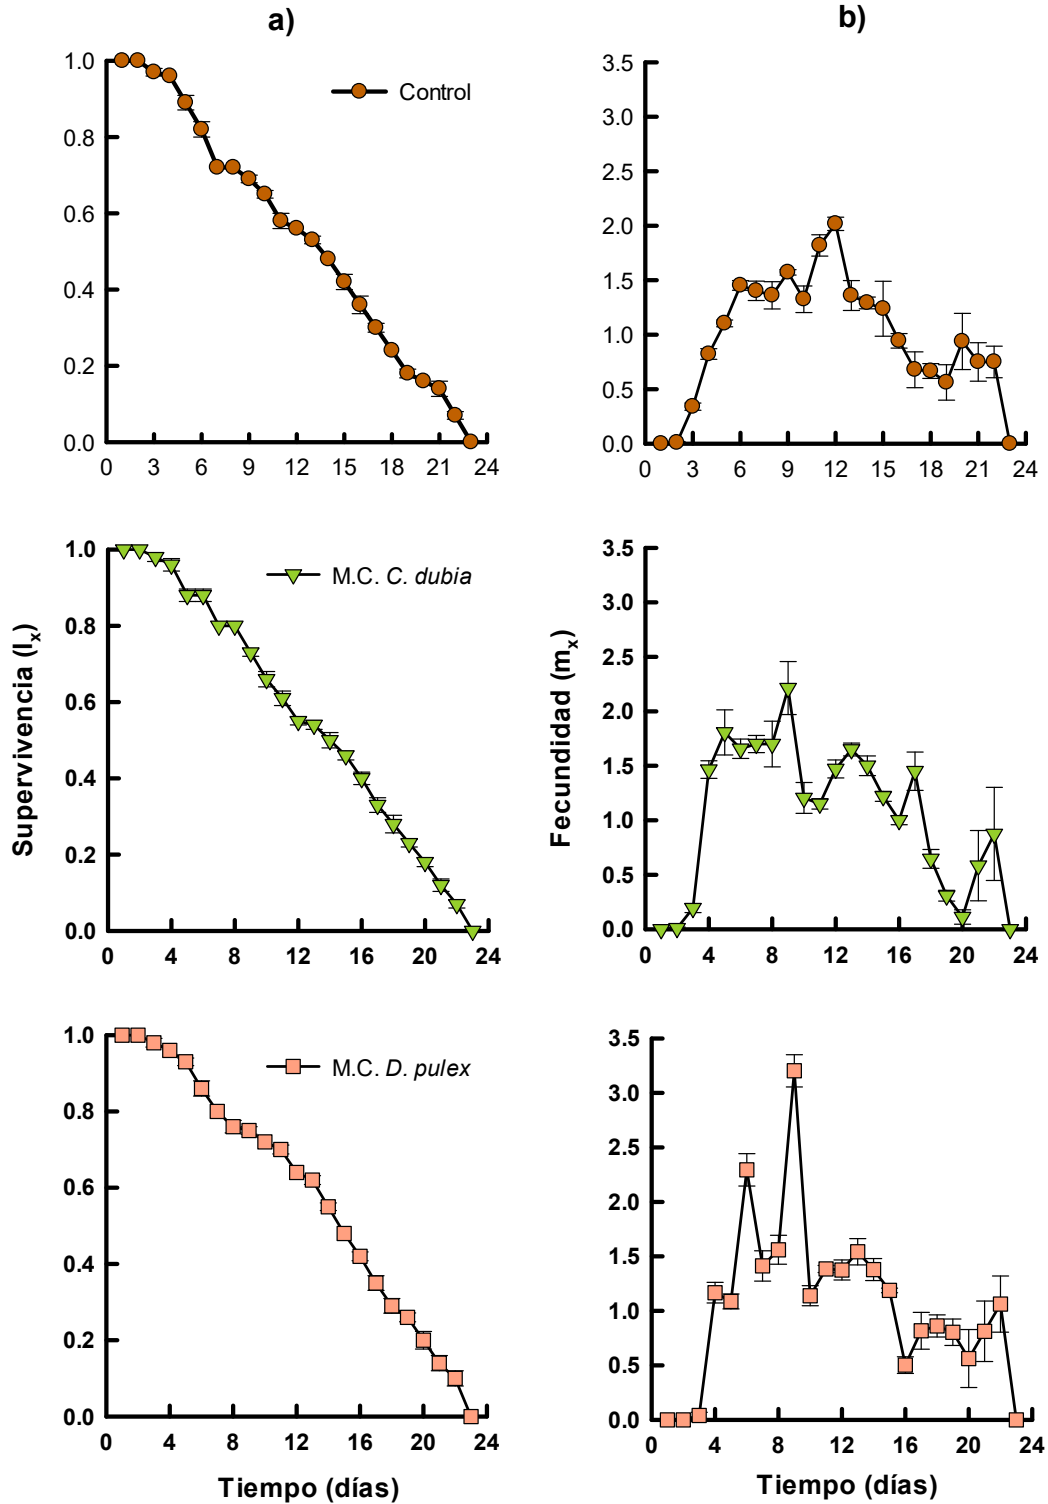 a)
b)
1.0
0.8
0.6
0.4
0.2
0.0
0 3 6 9 12 15 18 21 24
Control
3.5
3.0
2.5
2.0
1.5
1.0
0.5
0.0
0 3 6 9 12 15 18 21 24
Supervivencia (lx)
1.0
0.8
0.6
0.4
0.2
0.0
0 4 8 12 16 20 24
M.C. C. dubia
Fecundidad (mx)
3.5
3.0
2.5
2.0
1.5
1.0
0.5
0.0
0 4 8 12 16 20 24
1.0
0.8
0.6
0.4
0.2
0.0
0 4 8 12 16 20 24
M.C. D. pulex
Tiempo (días)
3.5
3.0
2.5
2.0
1.5
1.0
0.5
0.0
0 4 8 12 16 20 24
Tiempo (días)